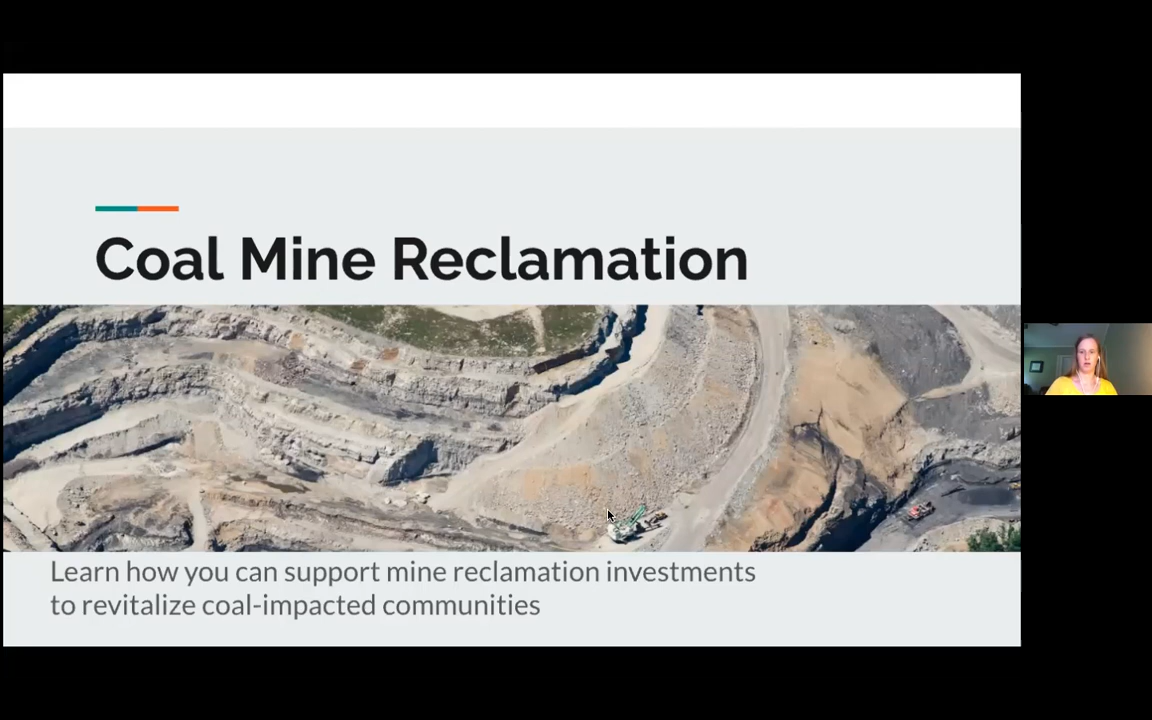 Coal Mine Reclamation
Learn how you can support mine reclamation investments
to revitalize coal-impacted communities